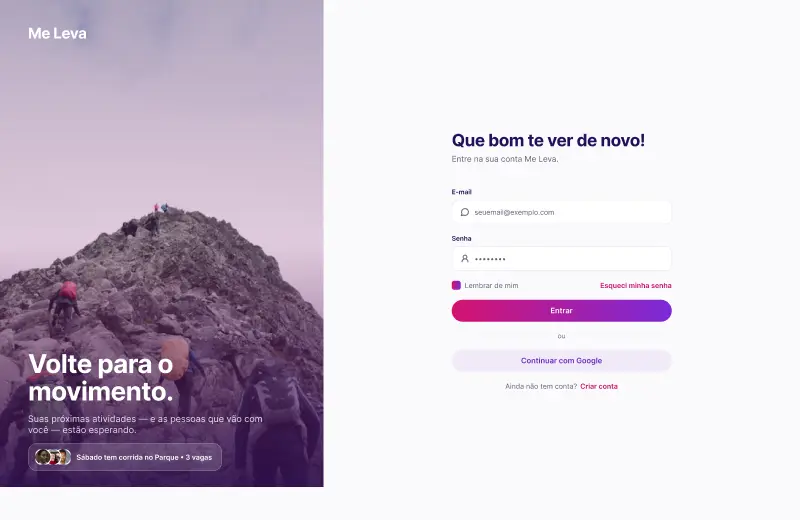 Me Leva
Volte para o
movimento.
Suas próximas atividades — e as pessoas que vão com
você — estão esperando.
Sábado tem corrida no Parque • 3 vagas
Que bom te ver de novo!
Entre na sua conta Me Leva.
E-mail
seuemail@exemplo.com
Senha
••••••••
Lembrar de mim
Esqueci minha senha
Entrar
ou
Continuar com Google
Ainda não tem conta? Criar conta